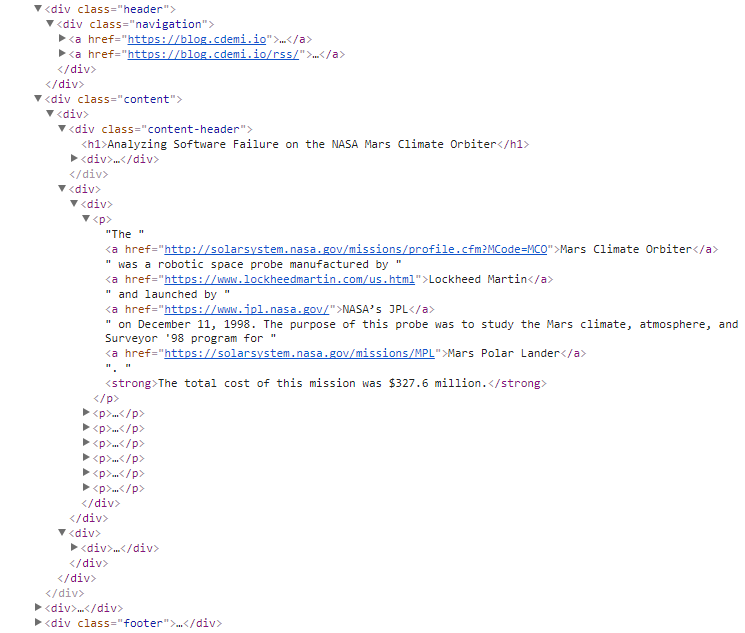 ▼<div class="header">
▼<div class="navigation">
▶<a href="https://blog.cdemi.io">…</a>
▶<a href="https://blog.cdemi.io/rss/">…</a>
</div>
</div>
▼<div class="content">
▼<div>
▼<div class="content-header">
<h1>Analyzing Software Failure on the NASA Mars Climate Orbiter</h1>
▶<div>…</div>
</div>
▼<div>
▼<div>
▼<p>
"The "
<a href="http://solarsystem.nasa.gov/missions/profile.cfm?MCode=MCO">Mars Climate Orbiter</a>
" was a robotic space probe manufactured by "
<a href="https://www.lockheedmartin.com/us.html">Lockheed Martin</a>
" and launched by "
<a href="https://www.jpl.nasa.gov/">NASA’s JPL</a>
" on December 11, 1998. The purpose of this probe was to study the Mars climate, atmosphere, and
Surveyor '98 program for "
<a href="https://solarsystem.nasa.gov/missions/MPL">Mars Polar Lander</a>
". "
<strong>The total cost of this mission was $327.6 million.</strong>
</p>
▶<p>…</p>
▶<p>…</p>
▶<p>…</p>
▶<p>…</p>
▶<p>…</p>
▶<p>…</p>
</div>
</div>
▼<div>
▶<div>…</div>
</div>
</div>
</div>
▶<div>…</div>
▶<div class="footer">…</div>